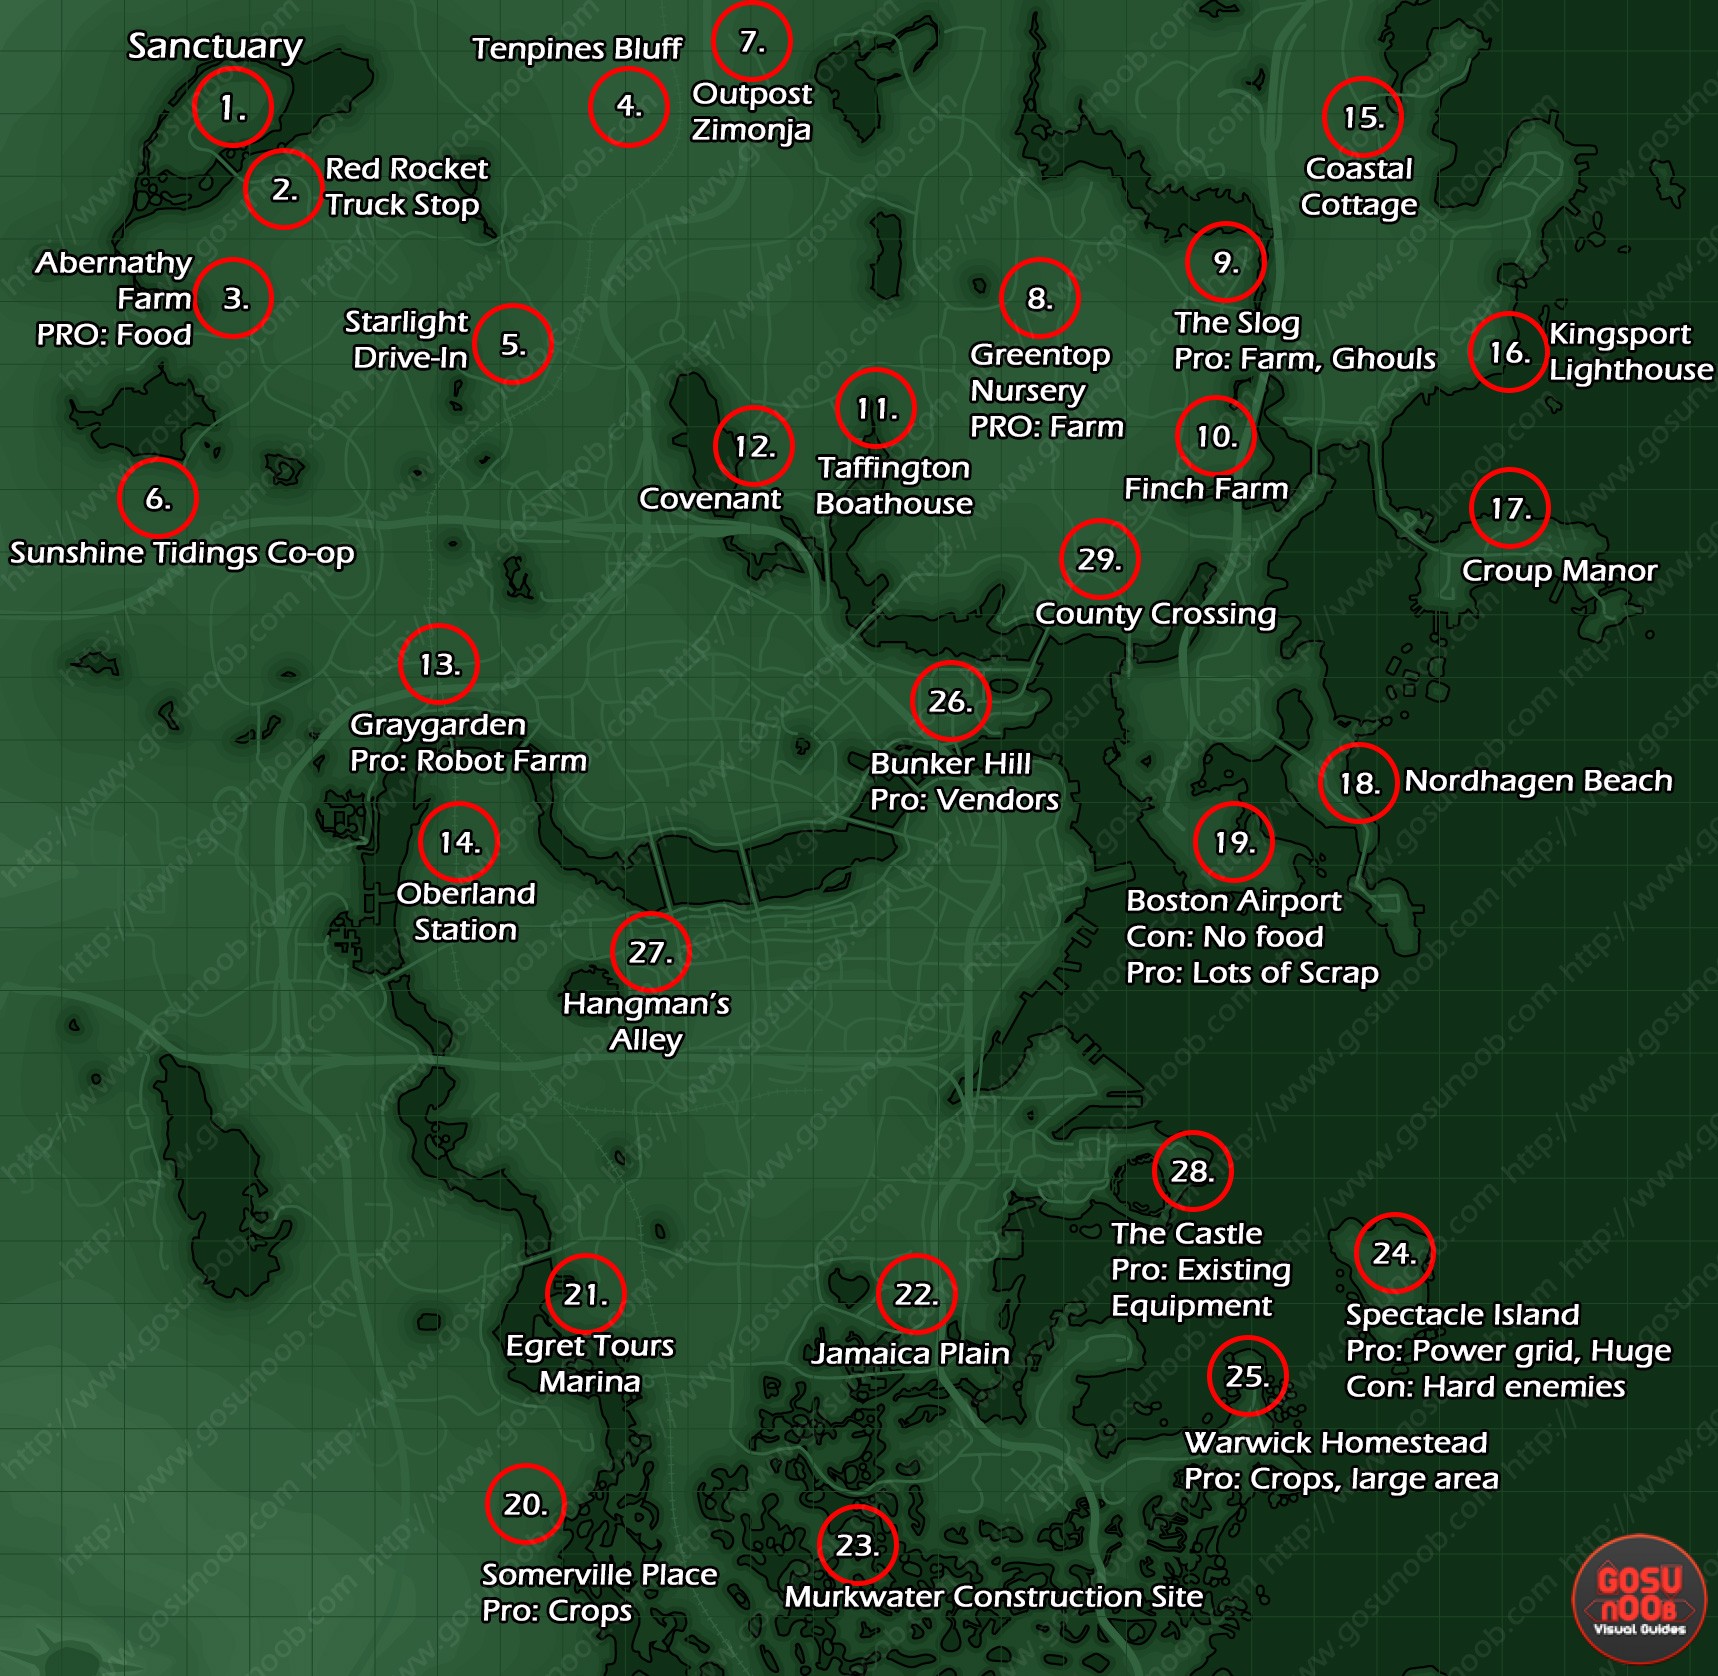 Sanctuary
1.
2.
Red Rocket
Truck Stop
Tenpines Bluff
4.
7.
Outpost
Zimonja
15.
Coastal
Cottage
Abernathy
Farm
PRO: Food
3.
Starlight
Drive-In
5.
8.
Greentop
Nursery
PRO: Farm
9.
The Slog
Pro: Farm, Ghouls
16.
Kingsport
Lighthouse
6.
Sunshine Tidings Co-op
12.
Covenant
11.
Taffington
Boathouse
10.
Finch Farm
17.
Croup Manor
29.
County Crossing
13.
Graygarden
Pro: Robot Farm
26.
Bunker Hill
Pro: Vendors
18.
Nordhagen Beach
14.
Oberland
Station
19.
Boston Airport
Con: No food
Pro: Lots of Scrap
27.
Hangman's
Alley
28.
The Castle
Pro: Existing
Equipment
24.
Spectacle Island
Pro: Power grid, Huge
Con: Hard enemies
21.
Egret Tours
Marina
22.
Jamaica Plain
25.
Warwick Homestead
Pro: Crops, large area
20.
Somerville Place
Pro: Crops
23.
Murkwater Construction Site
GOSU
nOOB
Visual Guides
http://www.gosunoob.com